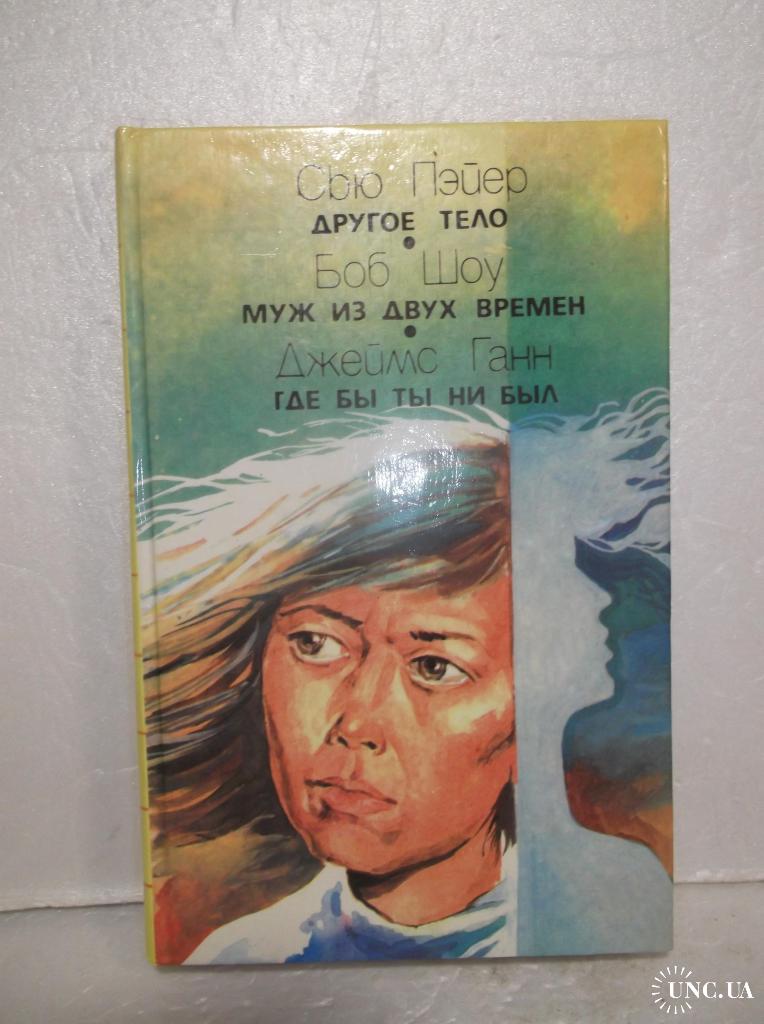 Сью Пэйер
ДРУГОЕ ТЕЛО
Боб Шоу
МУЖ ИЗ ДВУХ ВРЕМЕН
Джеймс Ганн
ГДЕ БЫ ТЫ НИ БЫЛ
UNC.UA